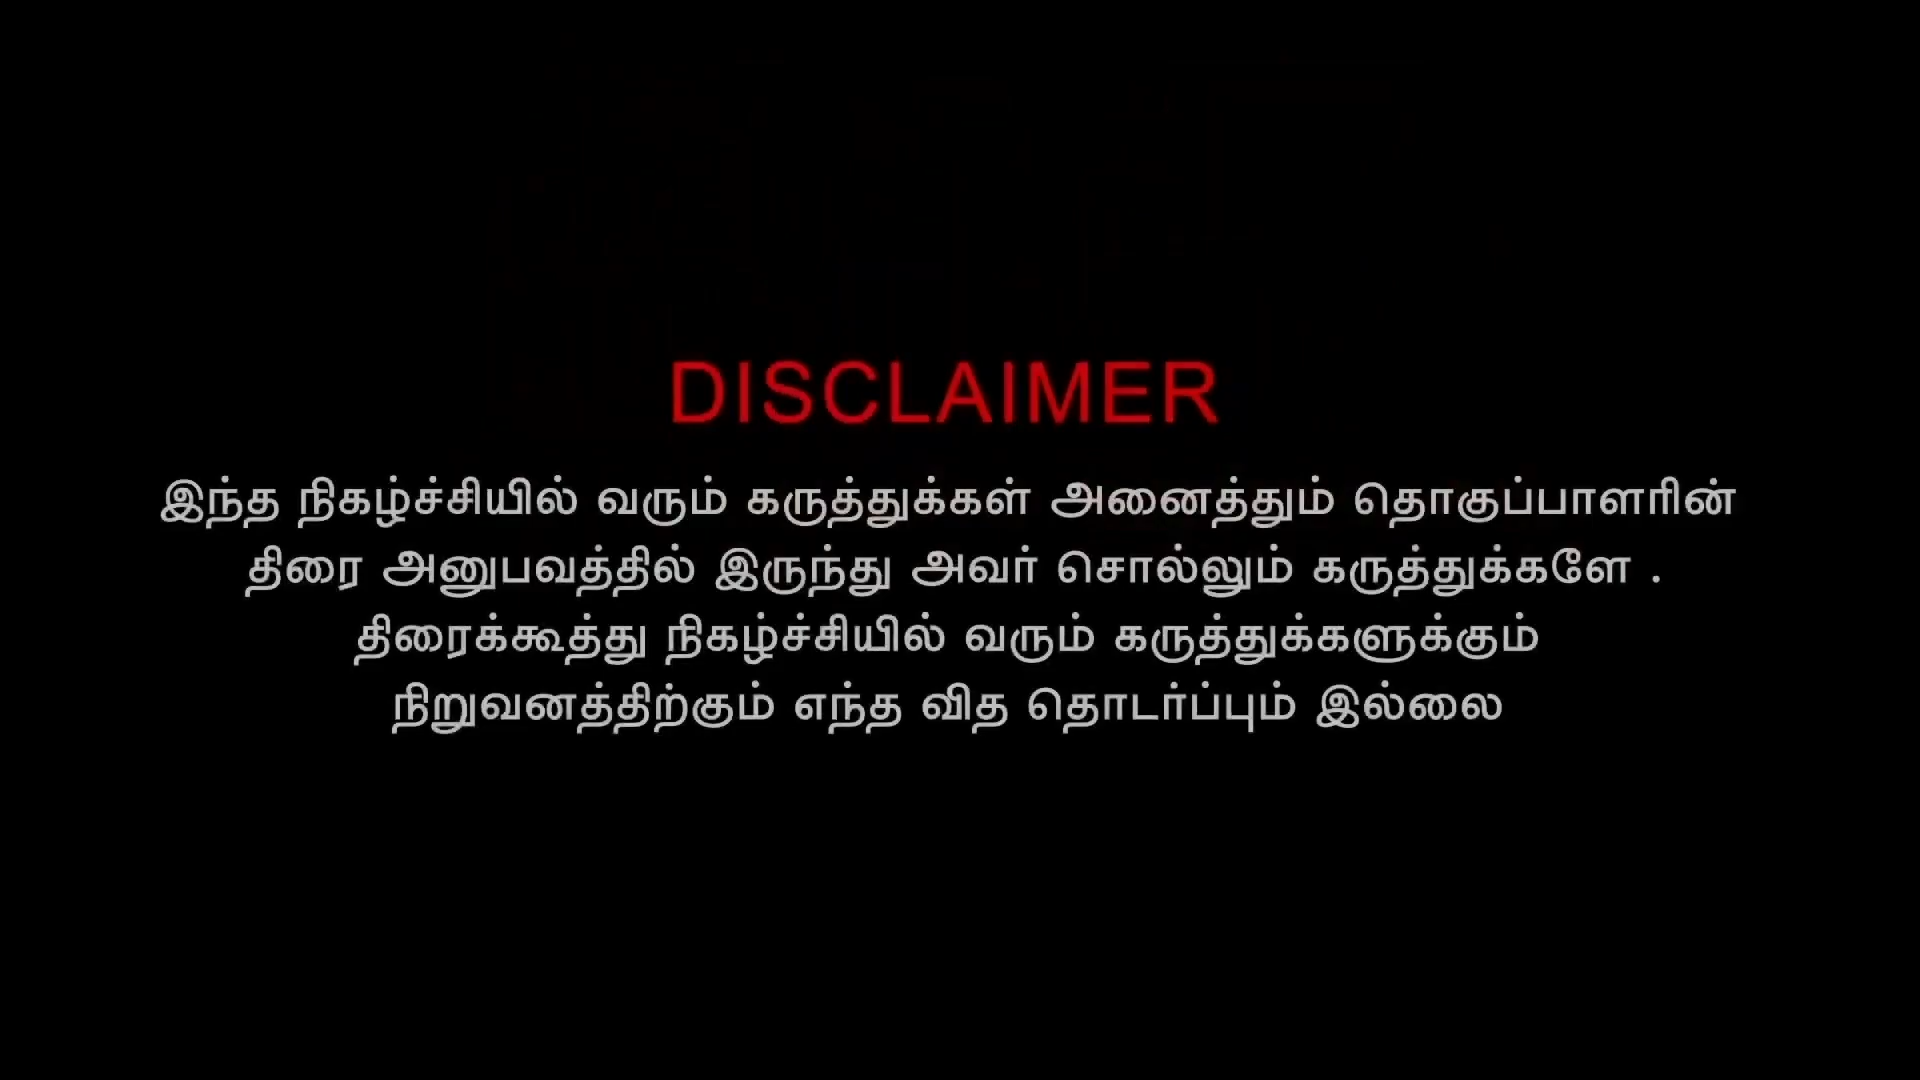 DISCLAIMER
இந்த நிகழ்ச்சியில் வரும் கருத்துக்கள் அனைத்தும் தொகுப்பாளரின்
திரை அனுபவத்தில் இருந்து அவர் சொல்லும் கருத்துக்களே .
திரைக்கூத்து நிகழ்ச்சியில் வரும் கருத்துக்களுக்கும்
நிறுவனத்திற்கும் எந்த வித தொடர்ப்பும் இல்லை